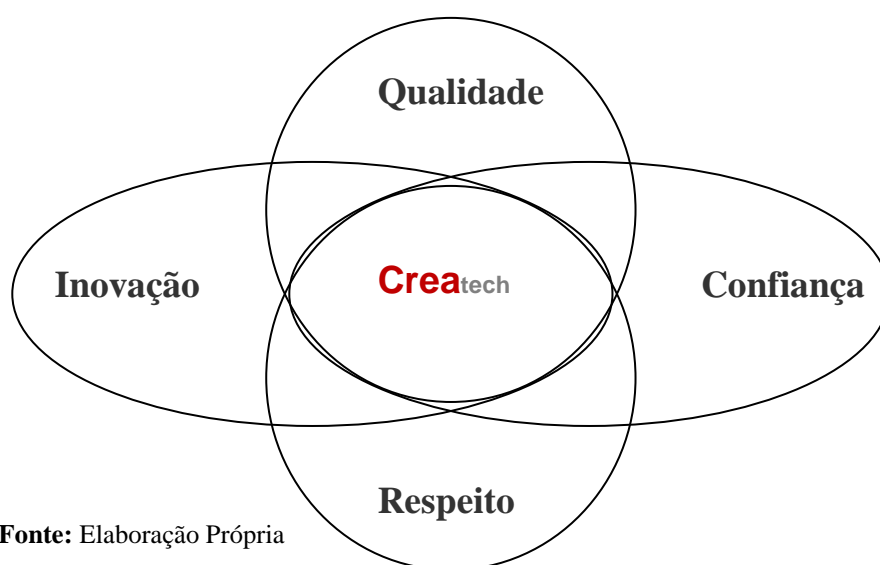 Qualidade
Inovação
Createch
Confiança
Respeito
Fonte: Elaboração Própria